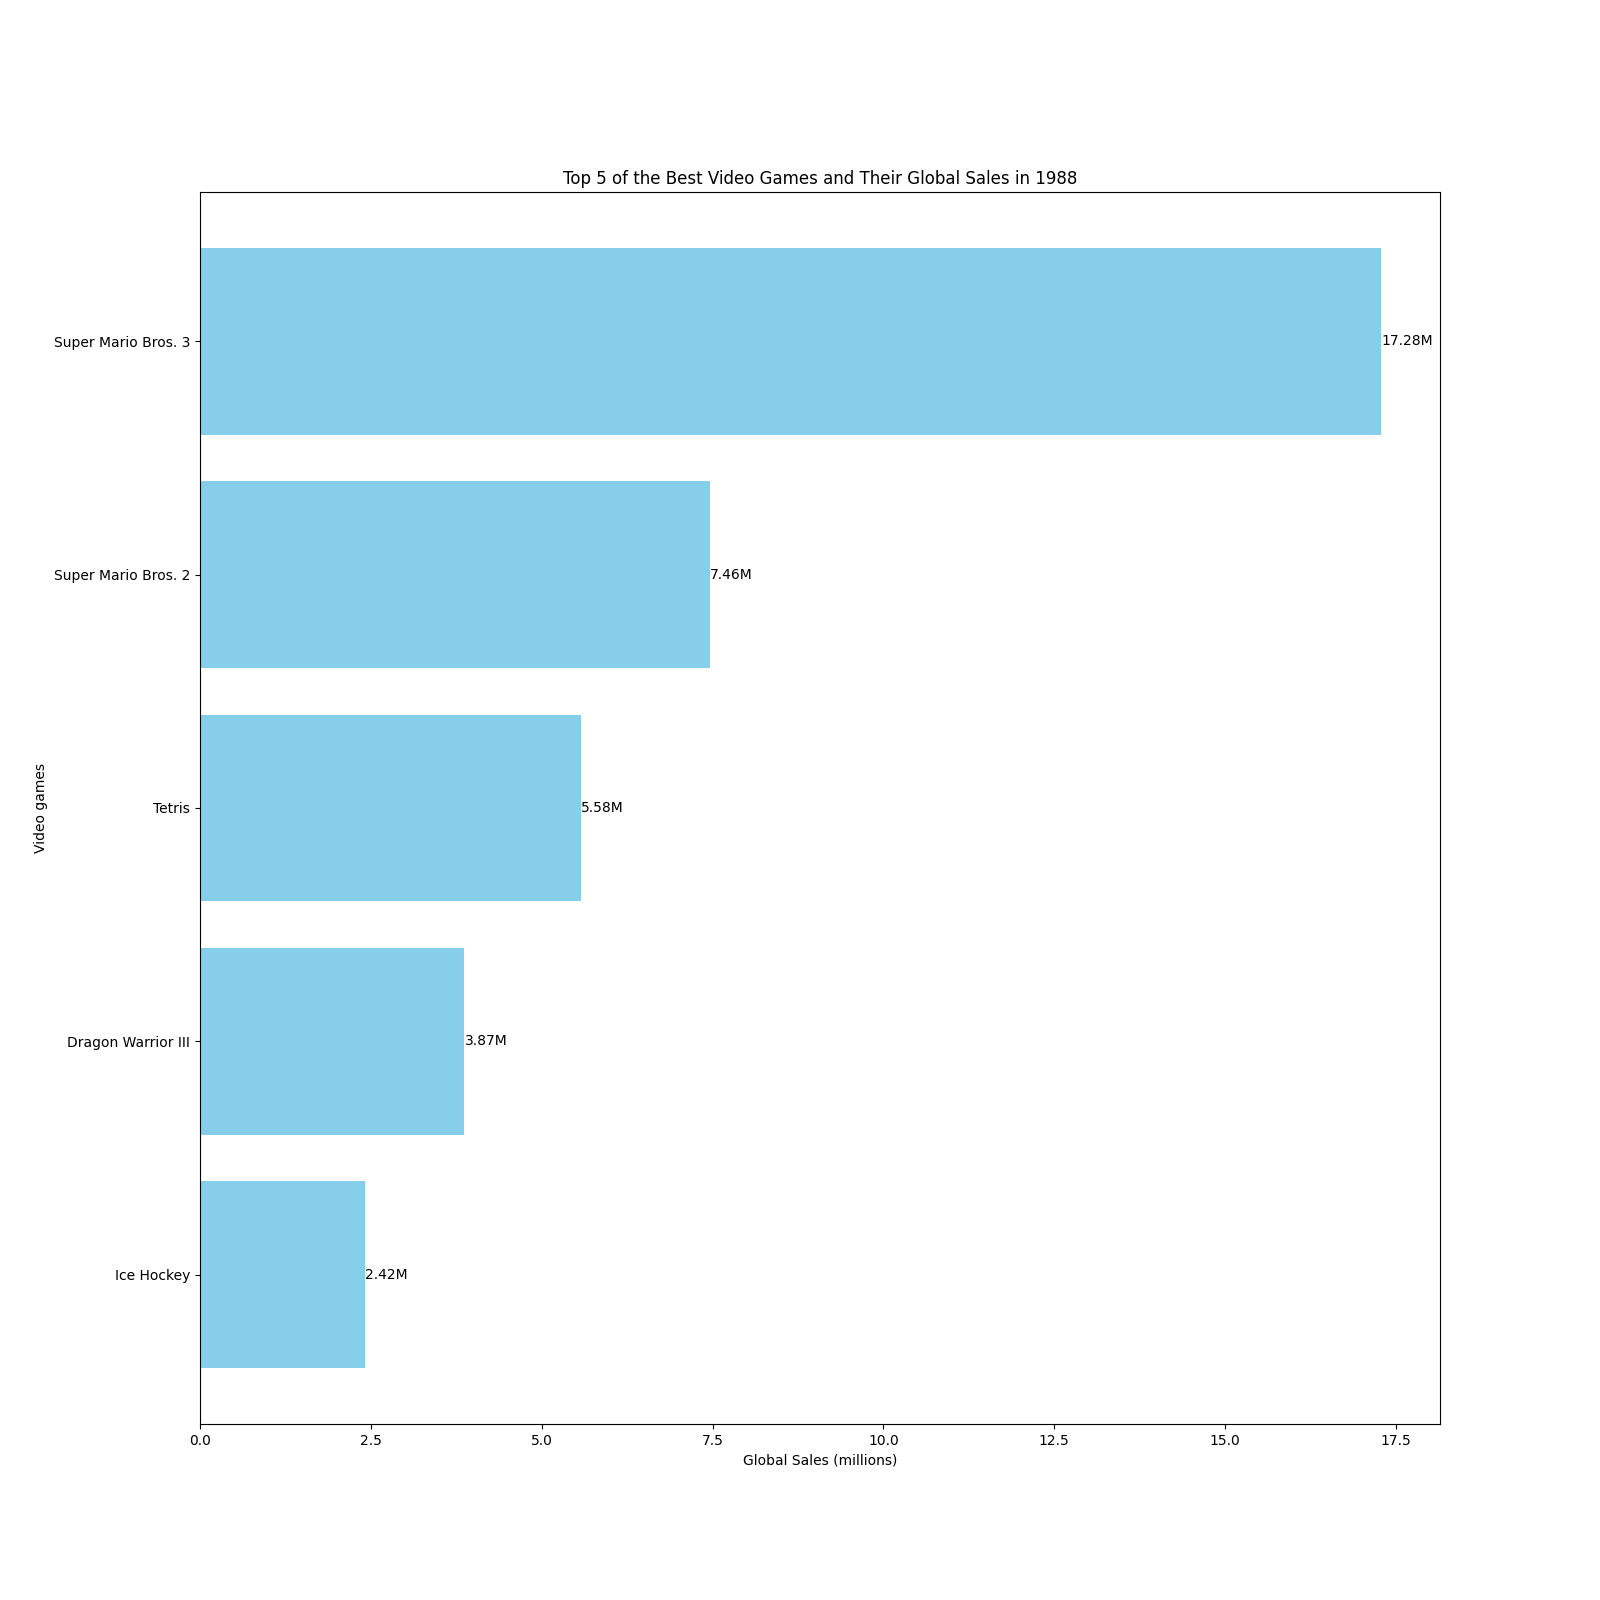 Top 5 of the Best Video Games and Their Global Sales in 1988
Super Mario Bros. 3
17.28M
Super Mario Bros. 2
7.46M
Tetris
5.58M
Dragon Warrior III
3.87M
Ice Hockey
2.42M
Video games
0.0 2.5 5.0 7.5 10.0 12.5 15.0 17.5
Global Sales (millions)